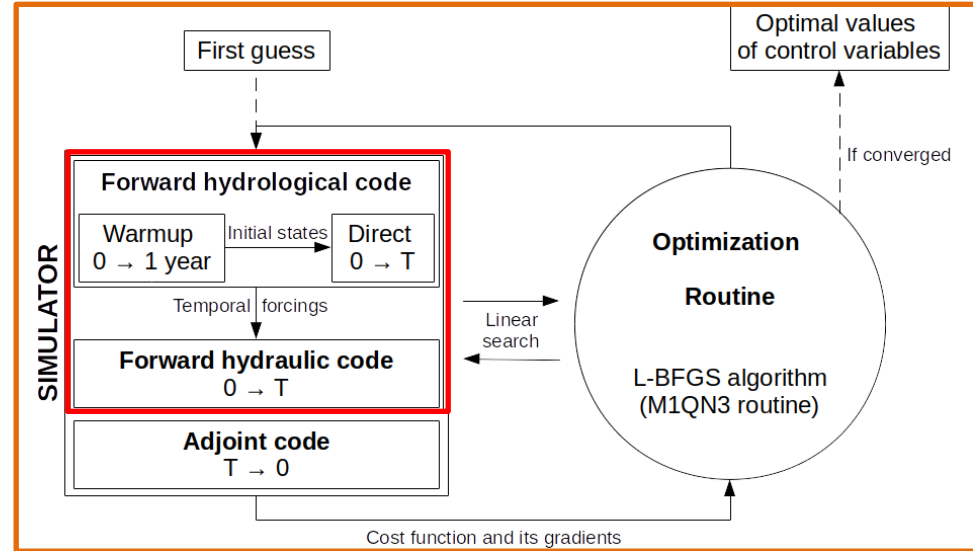 First guess
Optimal values
of control variables
If converged
SIMULATOR
Forward hydrological code
Warmup
0 → 1 year
Initial states
Direct
0 → T
Temporal forcings
Forward hydraulic code
0 → T
Adjoint code
T → 0
Linear
search
Optimization
Routine
L-BFGS algorithm
(M1QN3 routine)
Cost function and its gradients